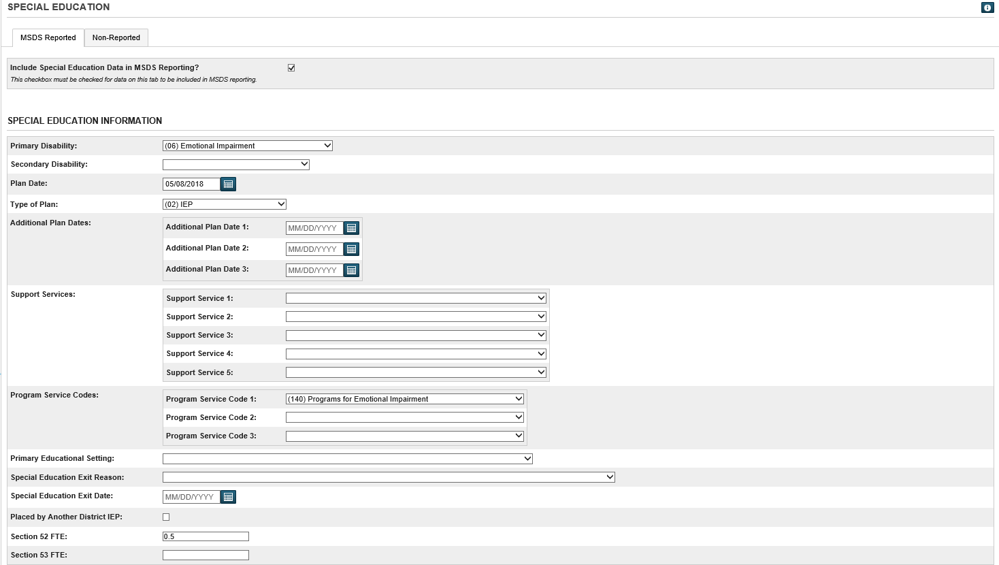 SPECIAL EDUCATION
MSDS Reported Non-Reported
Include Special Education Data in MSDS Reporting?
This checkbox must be checked for data on this tab to be included in MSDS reporting.
SPECIAL EDUCATION INFORMATION
Primary Disability: (06) Emotional Impairment
Secondary Disability:
Plan Date: 05/08/2018
Type of Plan: (02) IEP
Additional Plan Dates: Additional Plan Date 1: MM/DD/YYYY
Additional Plan Date 2: MM/DD/YYYY
Additional Plan Date 3: MM/DD/YYYY
Support Services: Support Service 1:
Support Service 2:
Support Service 3:
Support Service 4:
Support Service 5:
Program Service Codes: Program Service Code 1: (140) Programs for Emotional Impairment
Program Service Code 2:
Program Service Code 3:
Primary Educational Setting:
Special Education Exit Reason:
Special Education Exit Date: MM/DD/YYYY
Placed by Another District IEP:
Section 52 FTE: 0.5
Section 53 FTE: